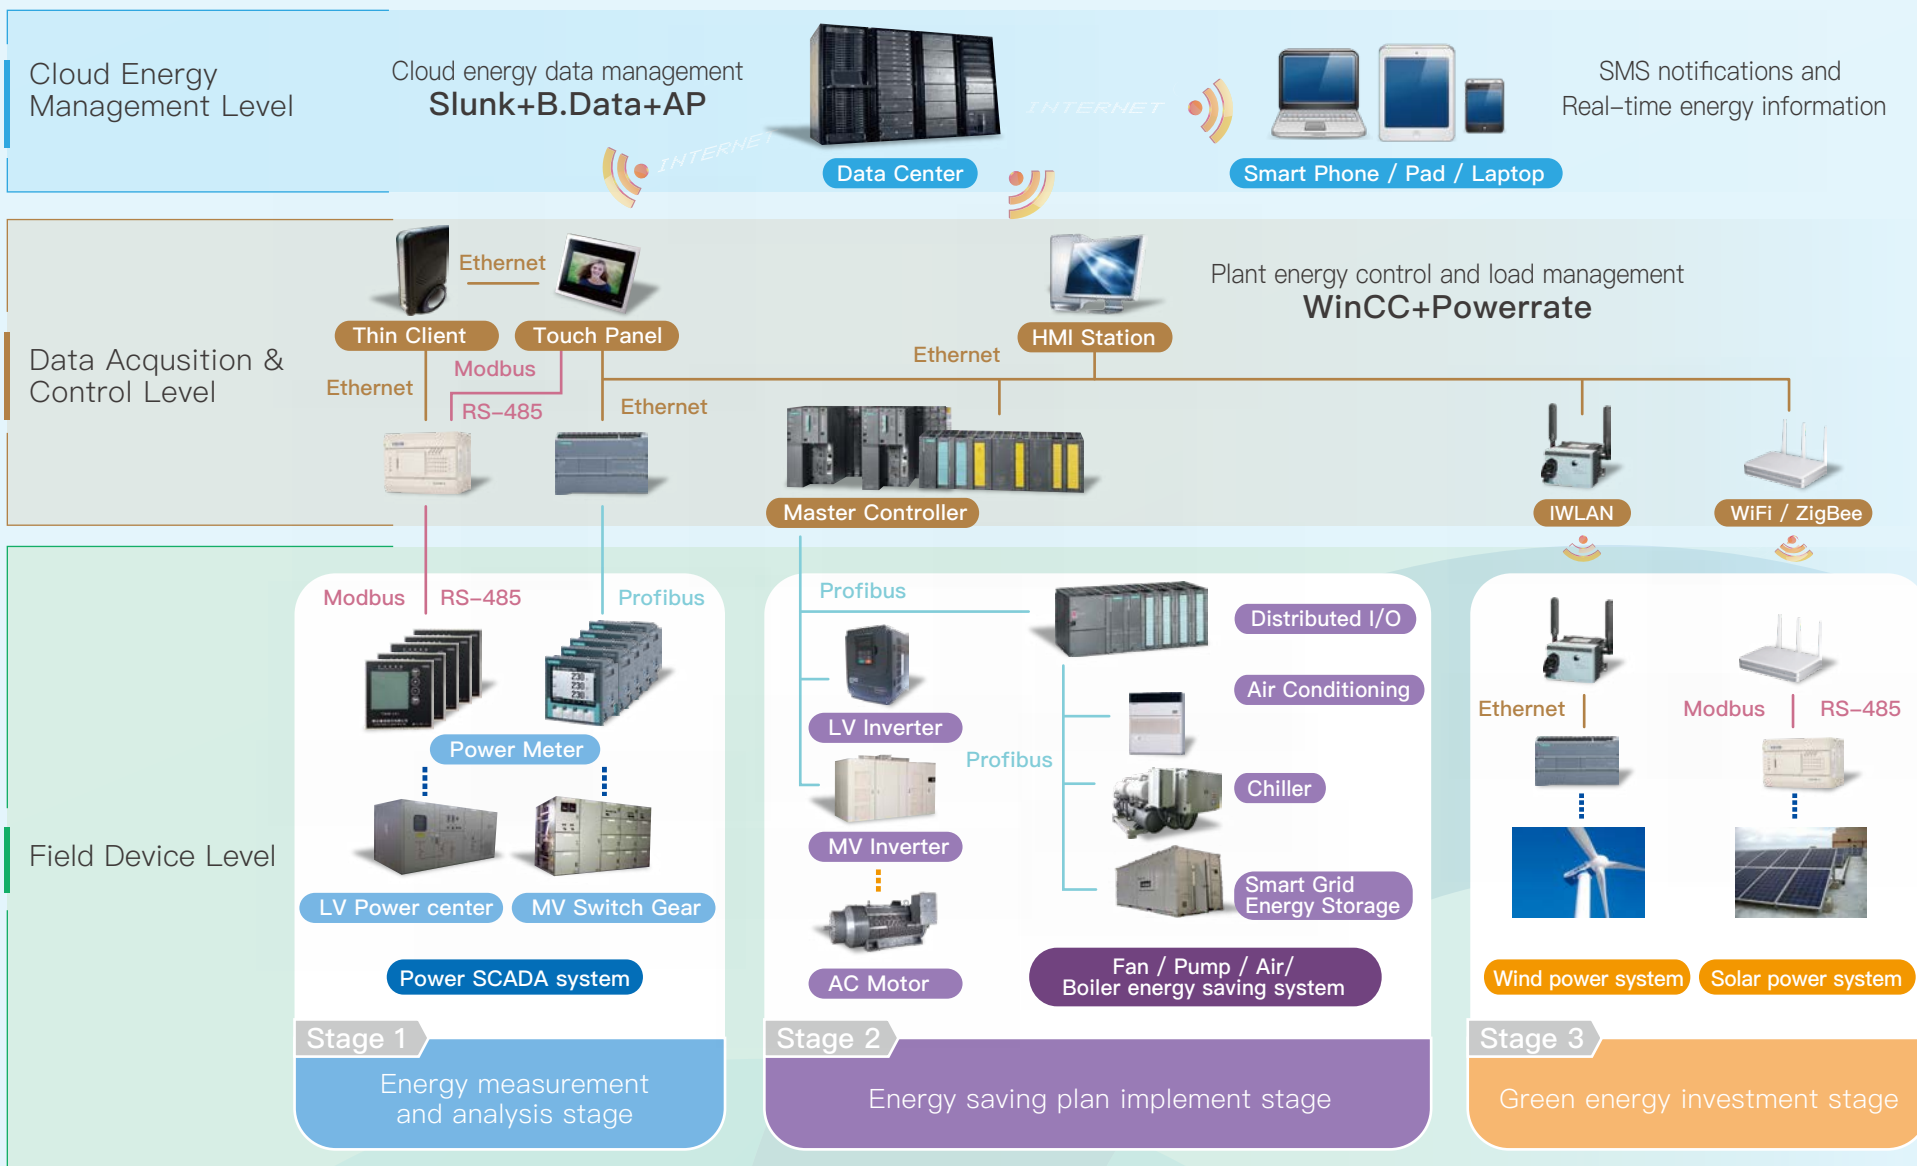 Cloud Energy
Management Level
Cloud energy data management
Slunk+B.Data+AP
INTERNET
INTERNET
Data Center
Smart Phone / Pad / Laptop
SMS notifications and
Real-time energy information
Data Acqusition &
Control Level
Ethernet
Thin Client
Touch Panel
HMI Station
Plant energy control and load management
WinCC+Powerrate
Ethernet
Modbus
RS-485
Ethernet
Ethernet
Master Controller
IWLAN
WiFi / ZigBee
Field Device Level
Modbus
RS-485
Profibus
230
230
230
Power Meter
LV Power center
MV Switch Gear
Power SCADA system
Stage 1
Energy measurement
and analysis stage
Profibus
LV Inverter
MV Inverter
AC Motor
Profibus
Distributed I/O
Air Conditioning
Chiller
Smart Grid
Energy Storage
Fan / Pump / Air/
Boiler energy saving system
Stage 2
Energy saving plan implement stage
Ethernet
Modbus
RS-485
Wind power system
Solar power system
Stage 3
Green energy investment stage